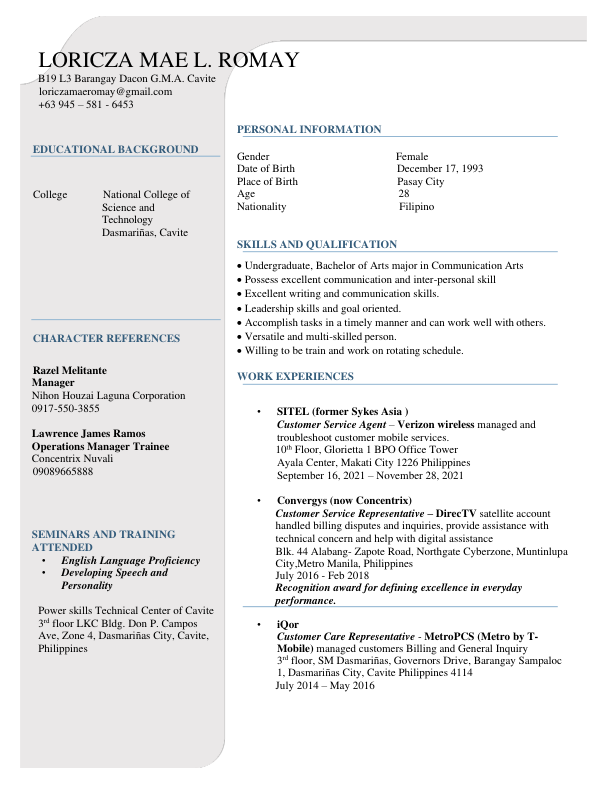 LORICZA MAE L. ROMAY
B19 L3 Barangay Dacon G.M.A. Cavite
loriczamaeromay@gmail.com
+63 945 – 581 - 6453
EDUCATIONAL BACKGROUND
College National College of
Science and
Technology
Dasmariñas, Cavite
CHARACTER REFERENCES
Razel Melitante
Manager
Nihon Houzai Laguna Corporation
0917-550-3855
Lawrence James Ramos
Operations Manager Trainee
Concentrix Nuvali
09089665888
SEMINARS AND TRAINING
ATTENDED
• English Language Proficiency
• Developing Speech and
Personality
Power skills Technical Center of Cavite
3rd floor LKC Bldg. Don P. Campos
Ave, Zone 4, Dasmariñas City, Cavite,
Philippines
PERSONAL INFORMATION
Gender Female
Date of Birth December 17, 1993
Place of Birth Pasay City
Age 28
Nationality Filipino
SKILLS AND QUALIFICATION
• Undergraduate, Bachelor of Arts major in Communication Arts
• Possess excellent communication and inter-personal skill
• Excellent writing and communication skills.
• Leadership skills and goal oriented.
• Accomplish tasks in a timely manner and can work well with others.
• Versatile and multi-skilled person.
• Willing to be train and work on rotating schedule.
WORK EXPERIENCES
• SITEL (former Sykes Asia )
Customer Service Agent – Verizon wireless managed and
troubleshoot customer mobile services.
10th Floor, Glorietta 1 BPO Office Tower
Ayala Center, Makati City 1226 Philippines
September 16, 2021 – November 28, 2021
• Convergys (now Concentrix)
Customer Service Representative – DirecTV satellite account
handled billing disputes and inquiries, provide assistance with
technical concern and help with digital assistance
Blk. 44 Alabang- Zapote Road, Northgate Cyberzone, Muntinlupa
City,Metro Manila, Philippines
July 2016 - Feb 2018
Recognition award for defining excellence in everyday
performance.
• iQor
Customer Care Representative - MetroPCS (Metro by T-
Mobile) managed customers Billing and General Inquiry
3rd floor, SM Dasmariñas, Governors Drive, Barangay Sampaloc
1, Dasmariñas City, Cavite Philippines 4114
July 2014 – May 2016